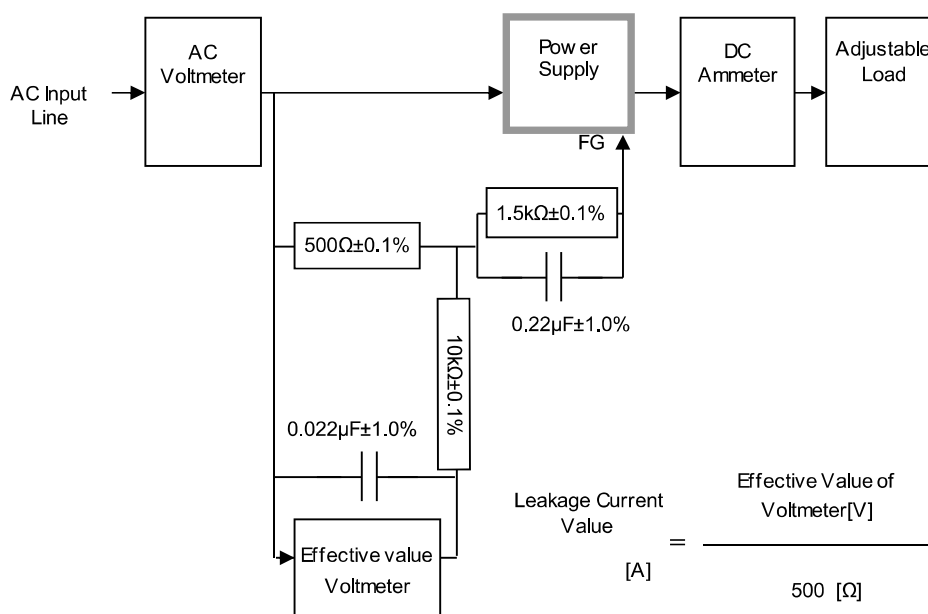 AC Input
Line
AC
Voltmeter
Power
Supply
DC
Ammeter
Adjustable
Load
FG
1.5kΩ±0.1%
500Ω±0.1%
0.22µF±1.0%
10kΩ±0.1%
0.022µF±1.0%
Effective value
Voltmeter
Leakage Current
Value
[A]
=
Effective Value of
Voltmeter[V]
500 [Ω]